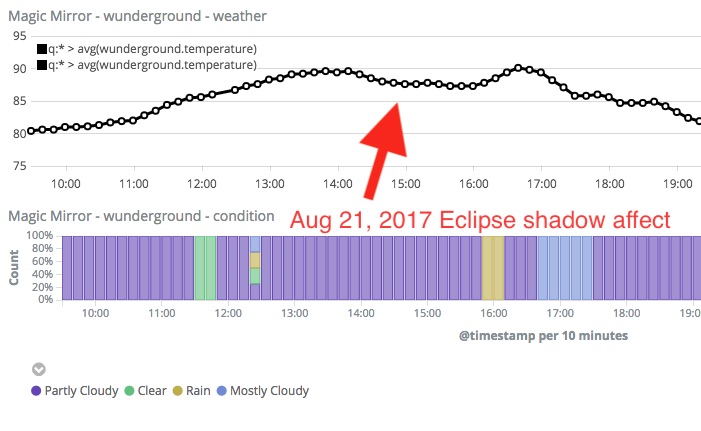 Magic Mirror - wunderground - weather
95
q:* > avg(wunderground.temperature)
q:* > avg(wunderground.temperature)
90
85
80
75
10:00 11:00 12:00 13:00 14:00 15:00 16:00 17:00 18:00 19:00
Magic Mirror - wunderground - condition
Aug 21, 2017 Eclipse shadow affect
Count
100%
80%
60%
40%
20%
0%
10:00 11:00 12:00 13:00 14:00 15:00 16:00 17:00 18:00 19:0
@timestamp per 10 minutes
Partly Cloudy Clear Rain Mostly Cloudy